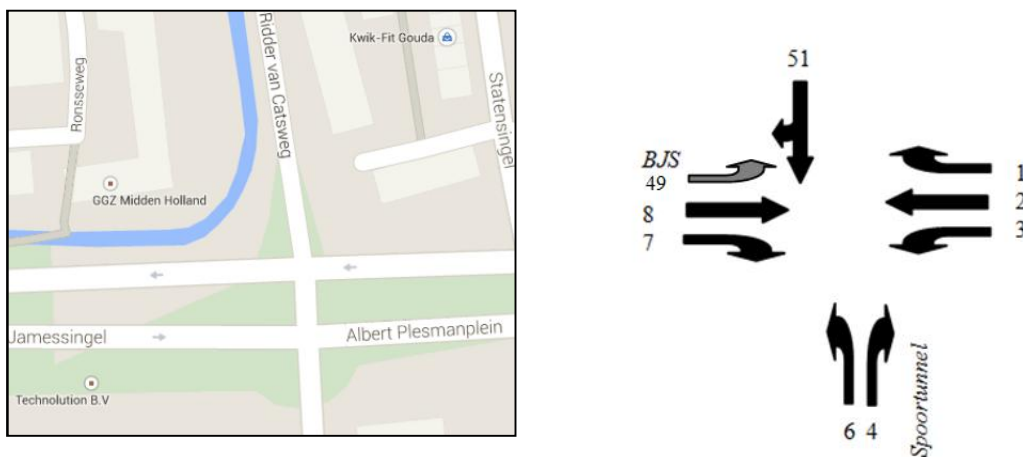 Ronsseweg
Ridder van Catsweg
Kwik-Fit Gouda
Statensingel
GGZ Midden Holland
Jamessingel
Albert Plesmanplein
Technolution B.V
51
BJS
49
8
7
1
2
3
6 4
Spoortunnel